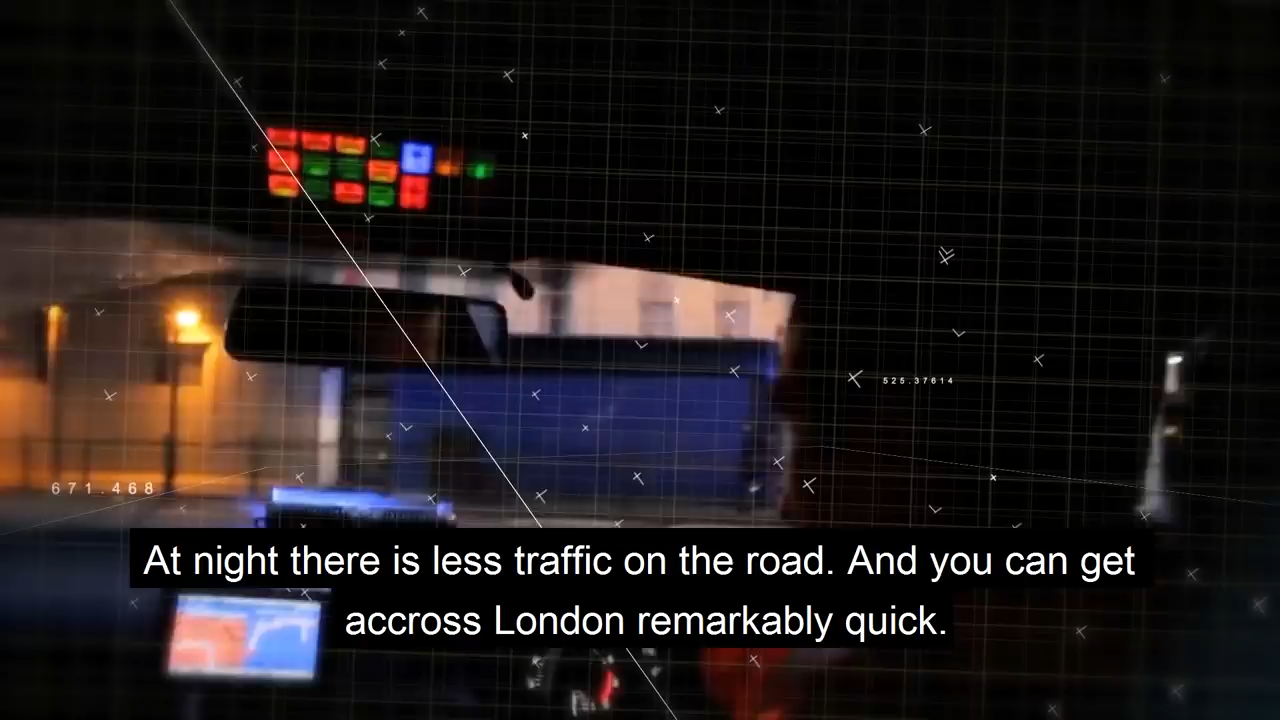 525.37614
671.468
At night there is less traffic on the road. And you can get
accross London remarkably quick.